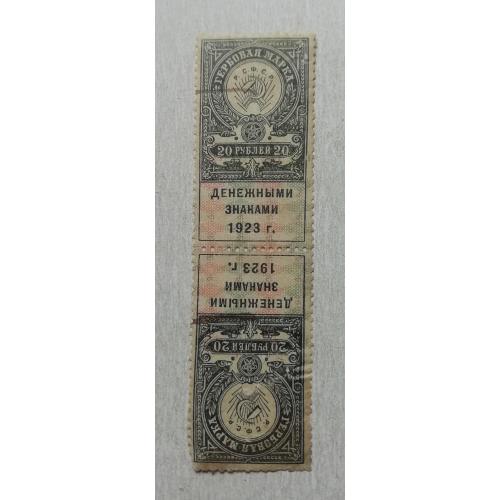 ГЕРБОВАЯ МАРКА
Р.С.Ф.С.Р.
20 РУБЛЕЙ 20
ДЕНЕЖНЫМИ
ЗНАКАМИ
1923 г.
1923 г.
ЗНАКАМИ
ДЕНЕЖНЫМИ
20 РУБЛЕЙ 20
Р.С.Ф.С.Р.
ГЕРБОВАЯ МАРКА